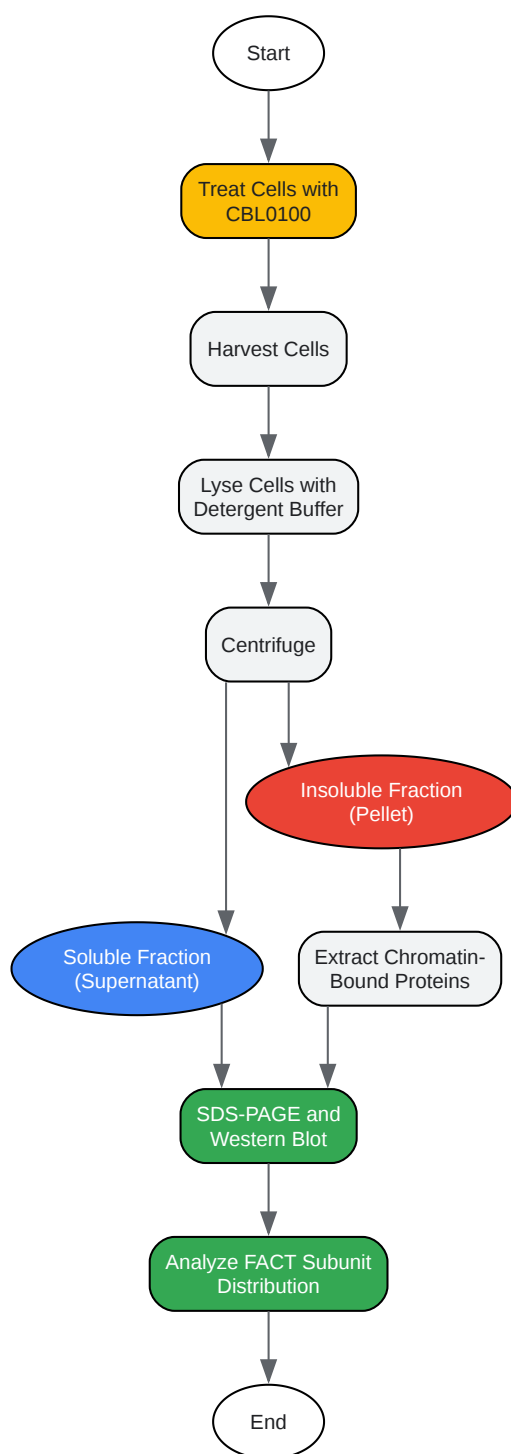 Start
Treat Cells with
CBL0100
Harvest Cells
Lyse Cells with
Detergent Buffer
Centrifuge
Insoluble Fraction
(Pellet)
Soluble Fraction
(Supernatant)
Extract Chromatin-
Bound Proteins
SDS-PAGE and
Western Blot
Analyze FACT Subunit
Distribution
End